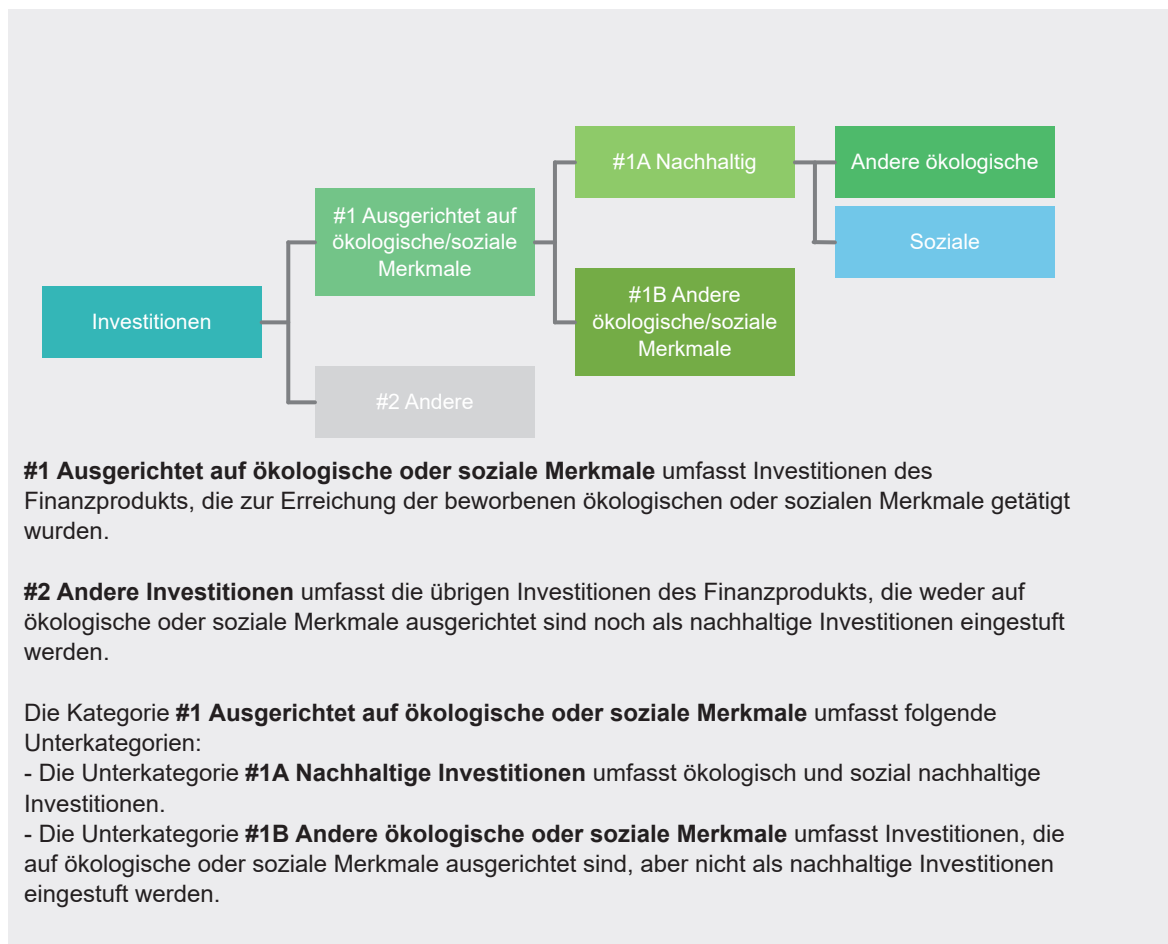 #1A Nachhaltig
Andere ökologische
#1 Ausgerichtet auf
ökologische/soziale
Merkmale
Soziale
Investitionen
#1B Andere
ökologische/soziale
Merkmale
#2 Andere
#1 Ausgerichtet auf ökologische oder soziale Merkmale umfasst Investitionen des
Finanzprodukts, die zur Erreichung der beworbenen ökologischen oder sozialen Merkmale getätigt
wurden.
#2 Andere Investitionen umfasst die übrigen Investitionen des Finanzprodukts, die weder auf
ökologische oder soziale Merkmale ausgerichtet sind noch als nachhaltige Investitionen eingestuft
werden.
Die Kategorie #1 Ausgerichtet auf ökologische oder soziale Merkmale umfasst folgende
Unterkategorien:
- Die Unterkategorie #1A Nachhaltige Investitionen umfasst ökologisch und sozial nachhaltige
Investitionen.
- Die Unterkategorie #1B Andere ökologische oder soziale Merkmale umfasst Investitionen, die
auf ökologische oder soziale Merkmale ausgerichtet sind, aber nicht als nachhaltige Investitionen
eingestuft werden.